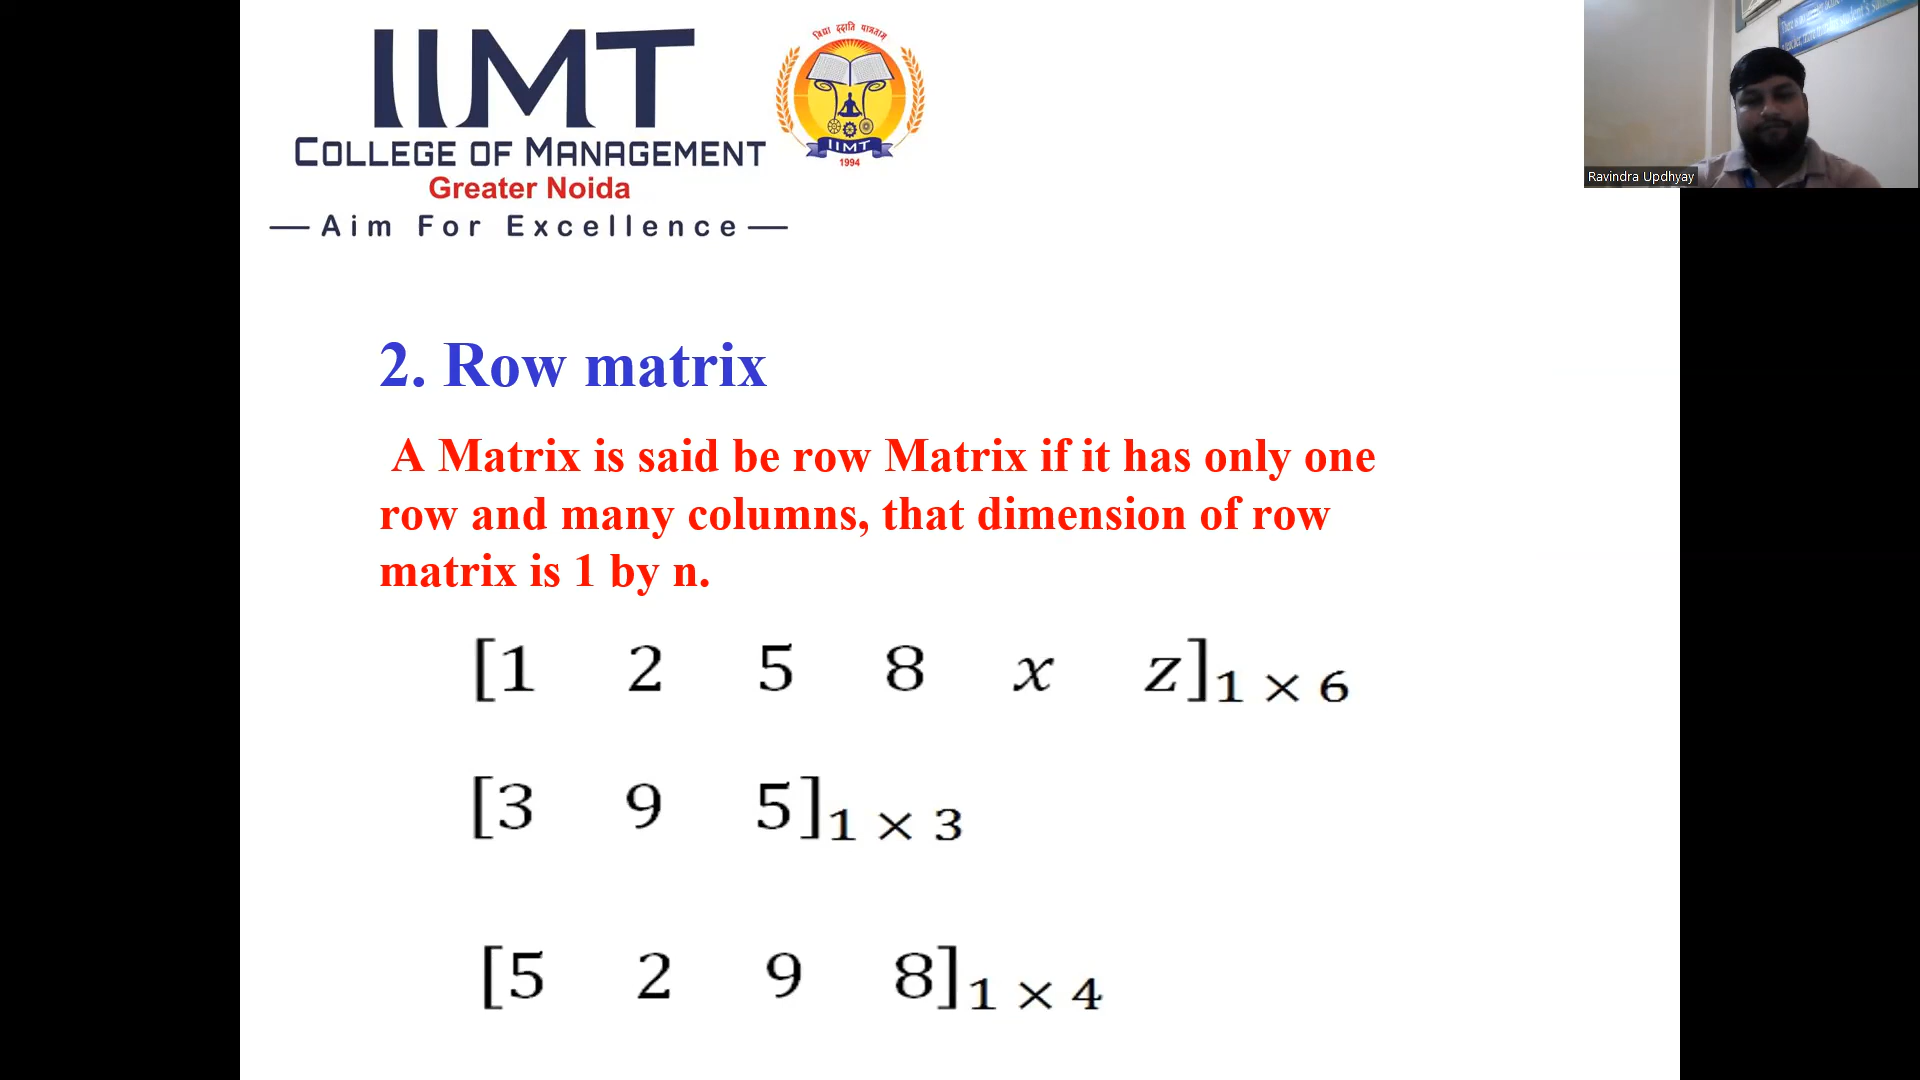 IIMT
COLLEGE OF MANAGEMENT
Greater Noida
Aim For Excellence
विद्या ददाति पात्रताम्
IIMT
1994
Ravindra Updhyay
2. Row matrix
A Matrix is said be row Matrix if it has only one
row and many columns, that dimension of row
matrix is 1 by n.
[1 2 5 8 x z]1 × 6
[3 9 5]1 × 3
[5 2 9 8]1 × 4